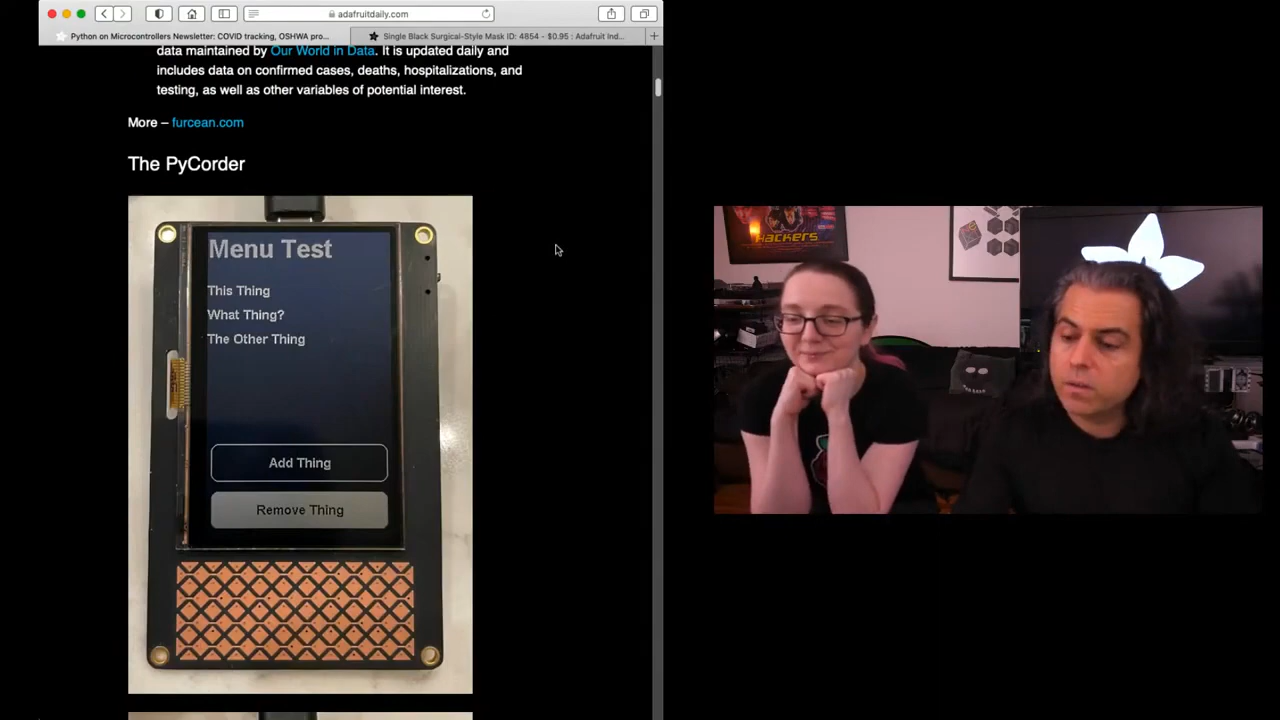 adafruitdaily.com
Python on Microcontrollers Newsletter: COVID tracking, OSHWA pro...
Single Black Surgical-Style Mask ID: 4854 - $0.95 : Adafruit Ind...
data maintained by Our World in Data. It is updated daily and
includes data on confirmed cases, deaths, hospitalizations, and
testing, as well as other variables of potential interest.
More – furcean.com
The PyCorder
Menu Test
This Thing
What Thing?
The Other Thing
Add Thing
Remove Thing
HACKERS